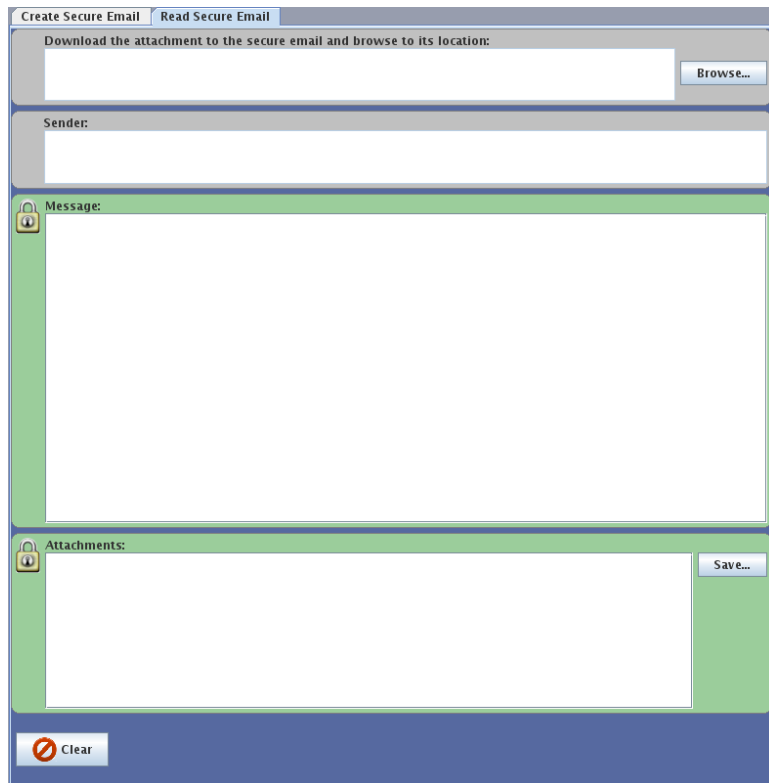 Create Secure Email Read Secure Email
Download the attachment to the secure email and browse to its location:
Browse...
Sender:
Message:
Attachments:
Save...
Clear